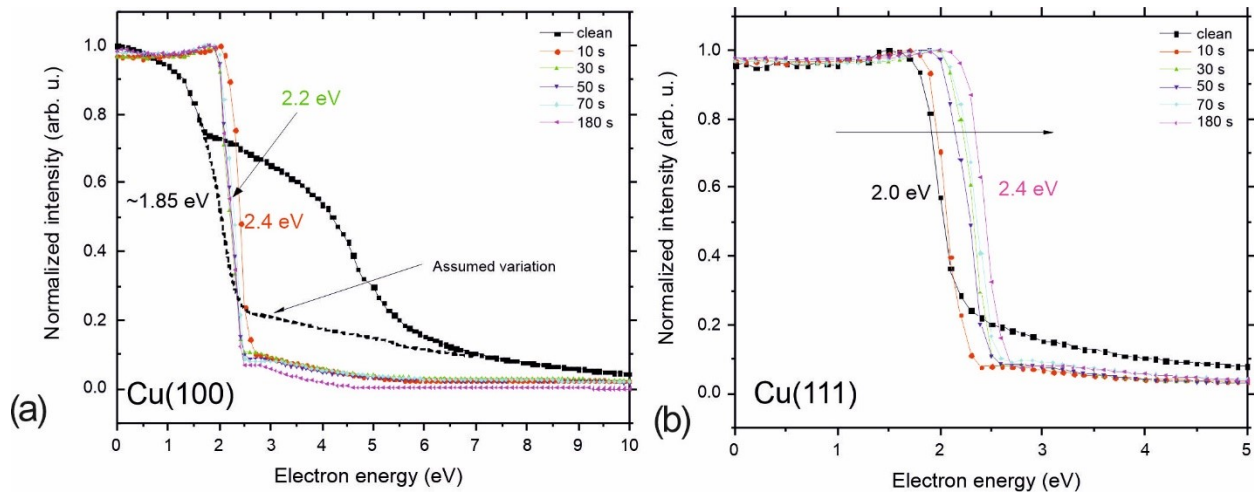 clean
10 s
30 s
50 s
70 s
180 s
1.0
0.8
0.6
0.4
0.2
0.0
Normalized intensity (arb. u.)
2.2 eV
~1.85 eV
2.4 eV
Assumed variation
Cu(100)
(a)
0 1 2 3 4 5 6 7 8 9 10
Electron energy (eV)
clean
10 s
30 s
50 s
70 s
180 s
1.0
0.8
0.6
0.4
0.2
0.0
Normalized intensity (arb. u.)
2.0 eV
2.4 eV
Cu(111)
(b)
0 1 2 3 4 5
Electron energy (eV)